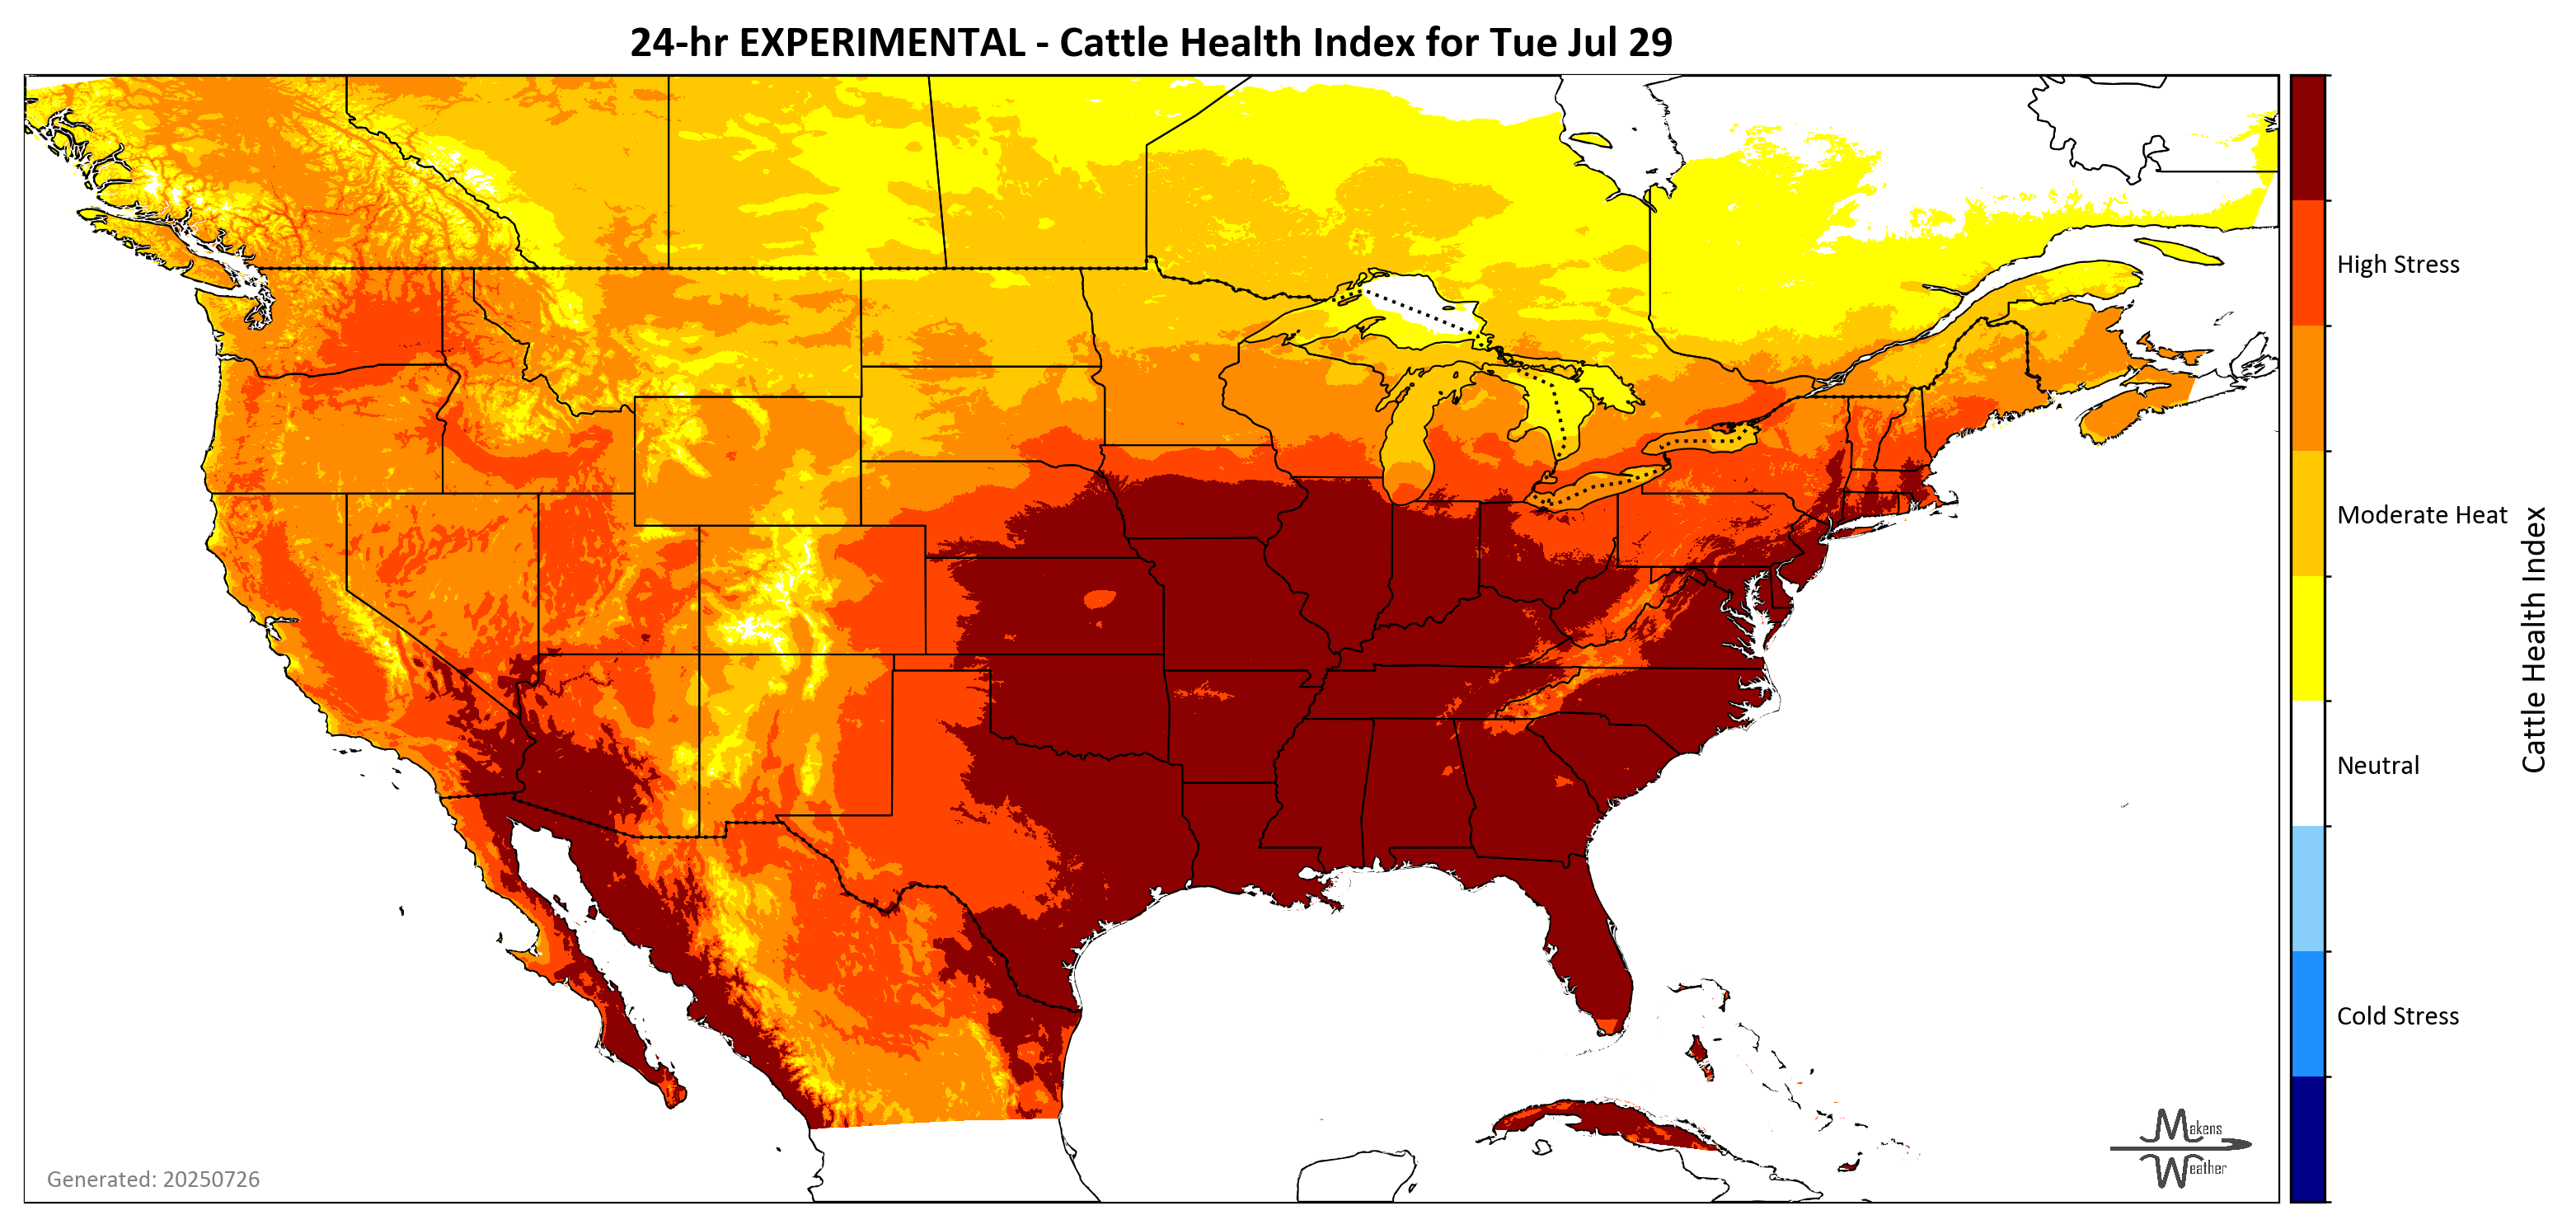 24-hr EXPERIMENTAL - Cattle Health Index for Tue Jul 29
High Stress
Moderate Heat
Neutral
Cold Stress
Cattle Health Index
Generated: 20250726
Makens
Weather